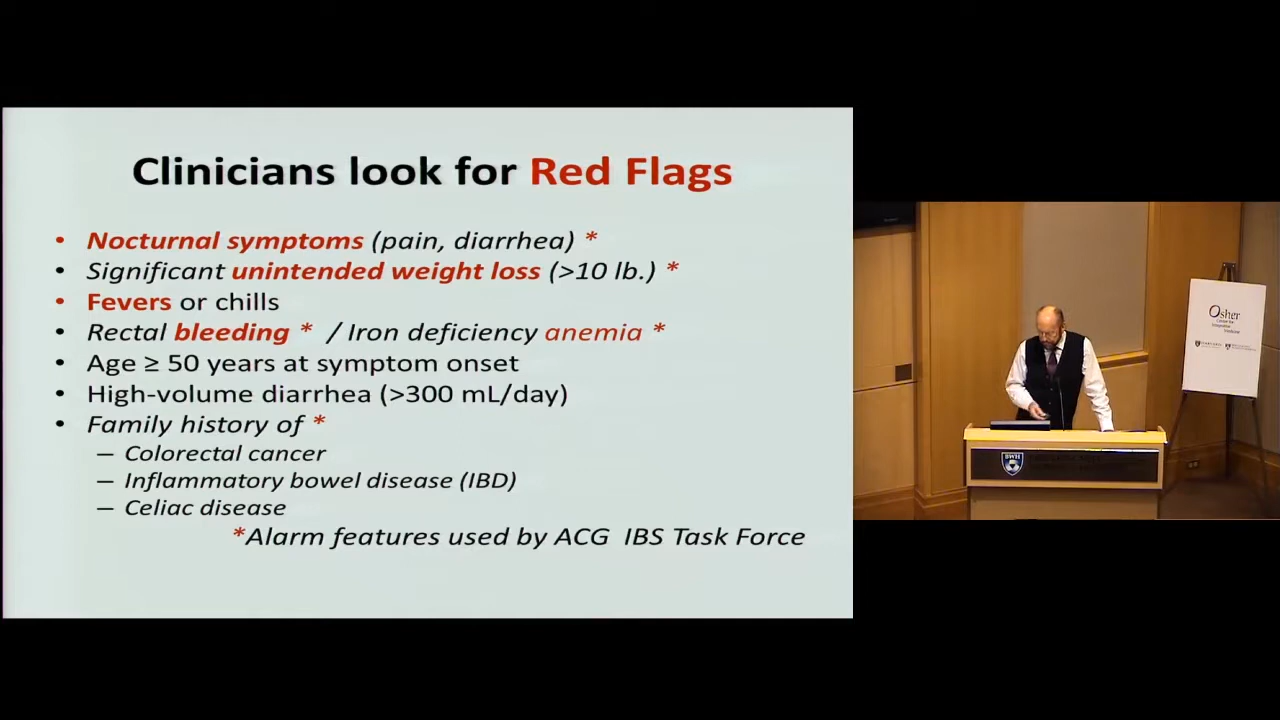 Clinicians look for Red Flags
• Nocturnal symptoms (pain, diarrhea) *
• Significant unintended weight loss (>10 lb.) *
• Fevers or chills
• Rectal bleeding * / Iron deficiency anemia *
• Age ≥ 50 years at symptom onset
• High-volume diarrhea (>300 mL/day)
• Family history of *
– Colorectal cancer
– Inflammatory bowel disease (IBD)
– Celiac disease
*Alarm features used by ACG IBS Task Force
Osher
BWH